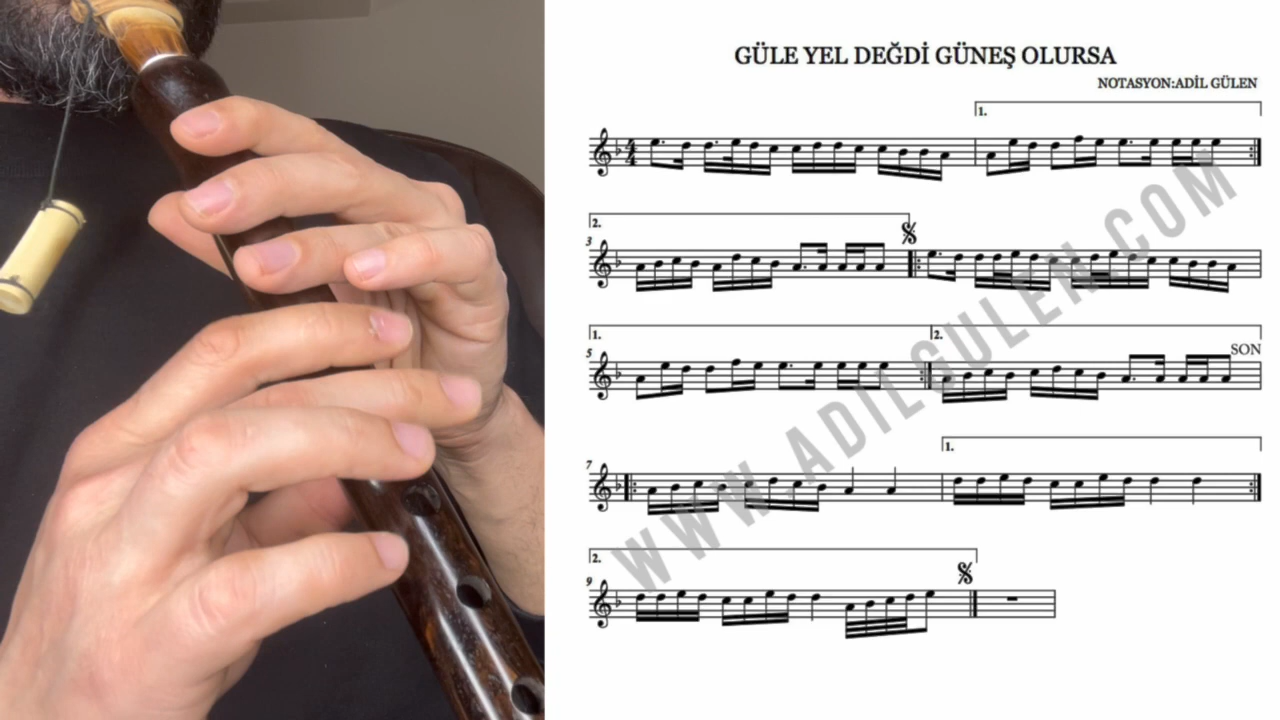 GÜLE YEL DEĞDİ GÜNEŞ OLURSA
NOTASYON:ADİL GÜLEN
1.
2.
3
1.
2.
SON
5
7
1.
2.
9
WWW.ADILGULEN.COM